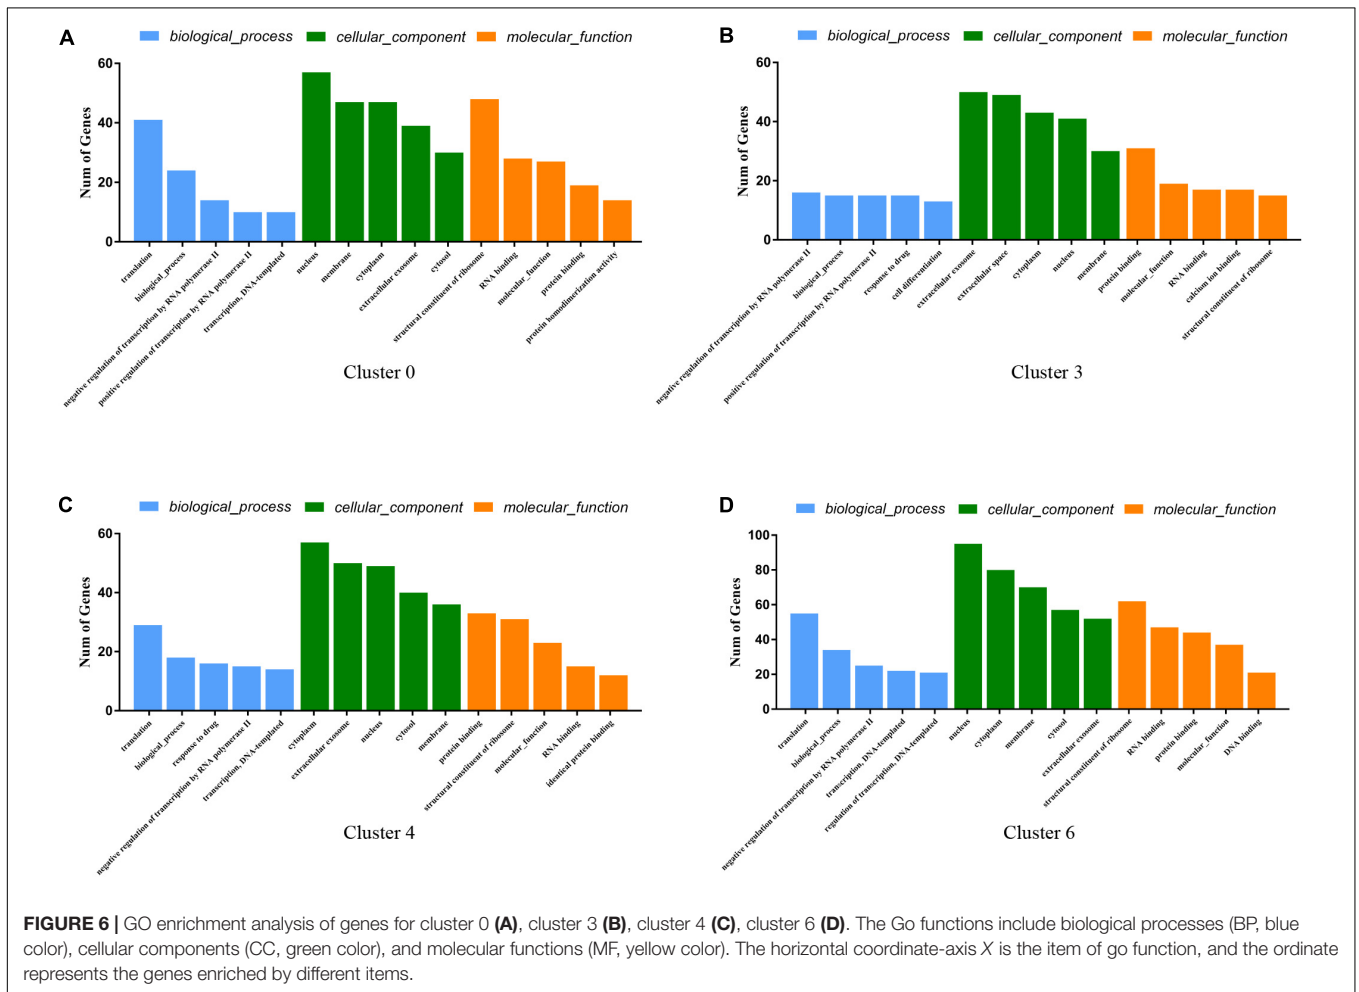 A
biological_process cellular_component molecular_function
Num of Genes
60
40
20
0
translation
biological_process
negative regulation of transcription by RNA polymerase II
positive regulation of transcription by RNA polymerase II
transcription, DNA-templated
nucleus
membrane
cytoplasm
extracellular exosome
cytosol
structural constituent of ribosome
RNA binding
molecular_function
protein binding
protein homodimerization activity
Cluster 0
B
biological_process cellular_component molecular_function
Num of Genes
60
40
20
0
negative regulation of transcription by RNA polymerase II
biological_process
positive regulation of transcription by RNA polymerase II
response to drug
cell differentiation
extracellular exosome
extracellular space
cytoplasm
nucleus
membrane
protein binding
molecular_function
RNA binding
calcium ion binding
structural constituent of ribosome
Cluster 3
C
biological_process cellular_component molecular_function
Num of Genes
60
40
20
0
translation
biological_process
response to drug
negative regulation of transcription by RNA polymerase II
transcription, DNA-templated
cytoplasm
extracellular exosome
nucleus
cytosol
membrane
protein binding
structural constituent of ribosome
molecular_function
RNA binding
identical protein binding
Cluster 4
D
biological_process cellular_component molecular_function
Num of Genes
100
80
60
40
20
0
translation
biological_process
negative regulation of transcription by RNA polymerase II
transcription, DNA-templated
regulation of transcription, DNA-templated
nucleus
cytoplasm
membrane
cytosol
extracellular exosome
structural constituent of ribosome
RNA binding
protein binding
molecular_function
DNA binding
Cluster 6
FIGURE 6 | GO enrichment analysis of genes for cluster 0 (A), cluster 3 (B), cluster 4 (C), cluster 6 (D). The Go functions include biological processes (BP, blue
color), cellular components (CC, green color), and molecular functions (MF, yellow color). The horizontal coordinate-axis X is the item of go function, and the ordinate
represents the genes enriched by different items.